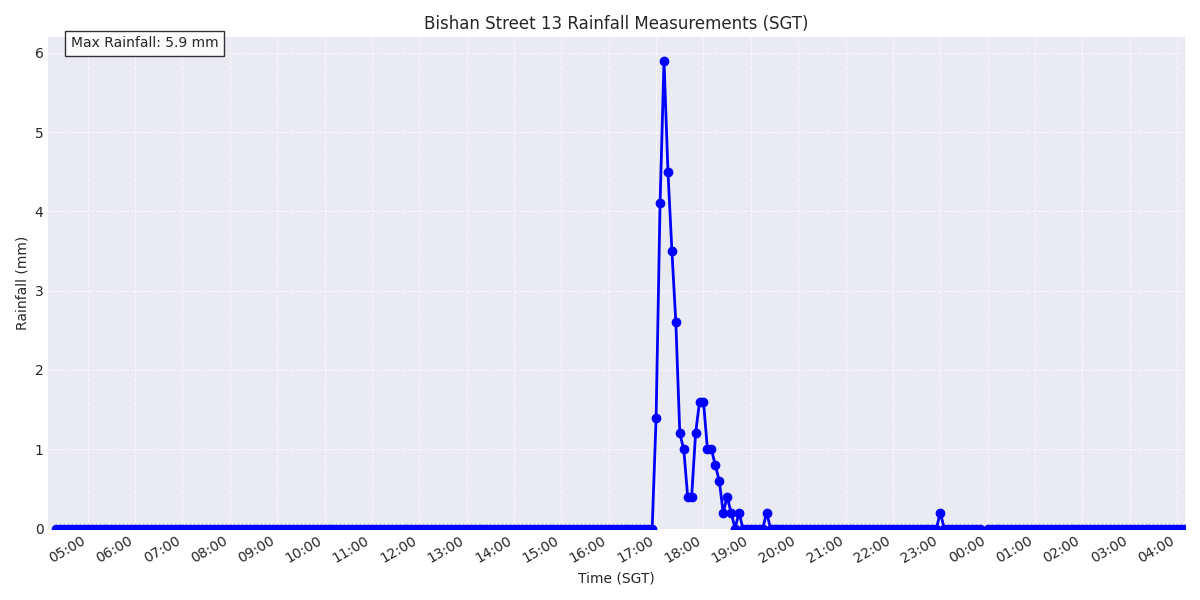 Bishan Street 13 Rainfall Measurements (SGT)
Max Rainfall: 5.9 mm
6
5
4
3
2
1
0
Rainfall (mm)
05:00 06:00 07:00 08:00 09:00 10:00 11:00 12:00 13:00 14:00 15:00 16:00 17:00 18:00 19:00 20:00 21:00 22:00 23:00 00:00 01:00 02:00 03:00 04:00
Time (SGT)